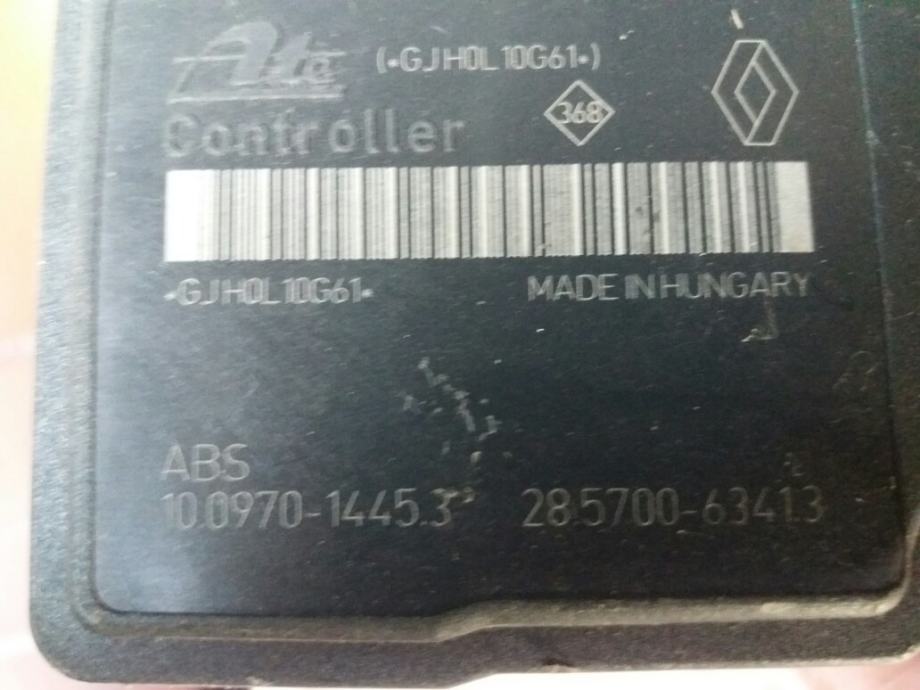 Ate (•GJH0L10G61•)
Controller 368
•GJH0L10G61• MADE IN HUNGARY
ABS
10.0970-1445.3 28.5700-6341.3